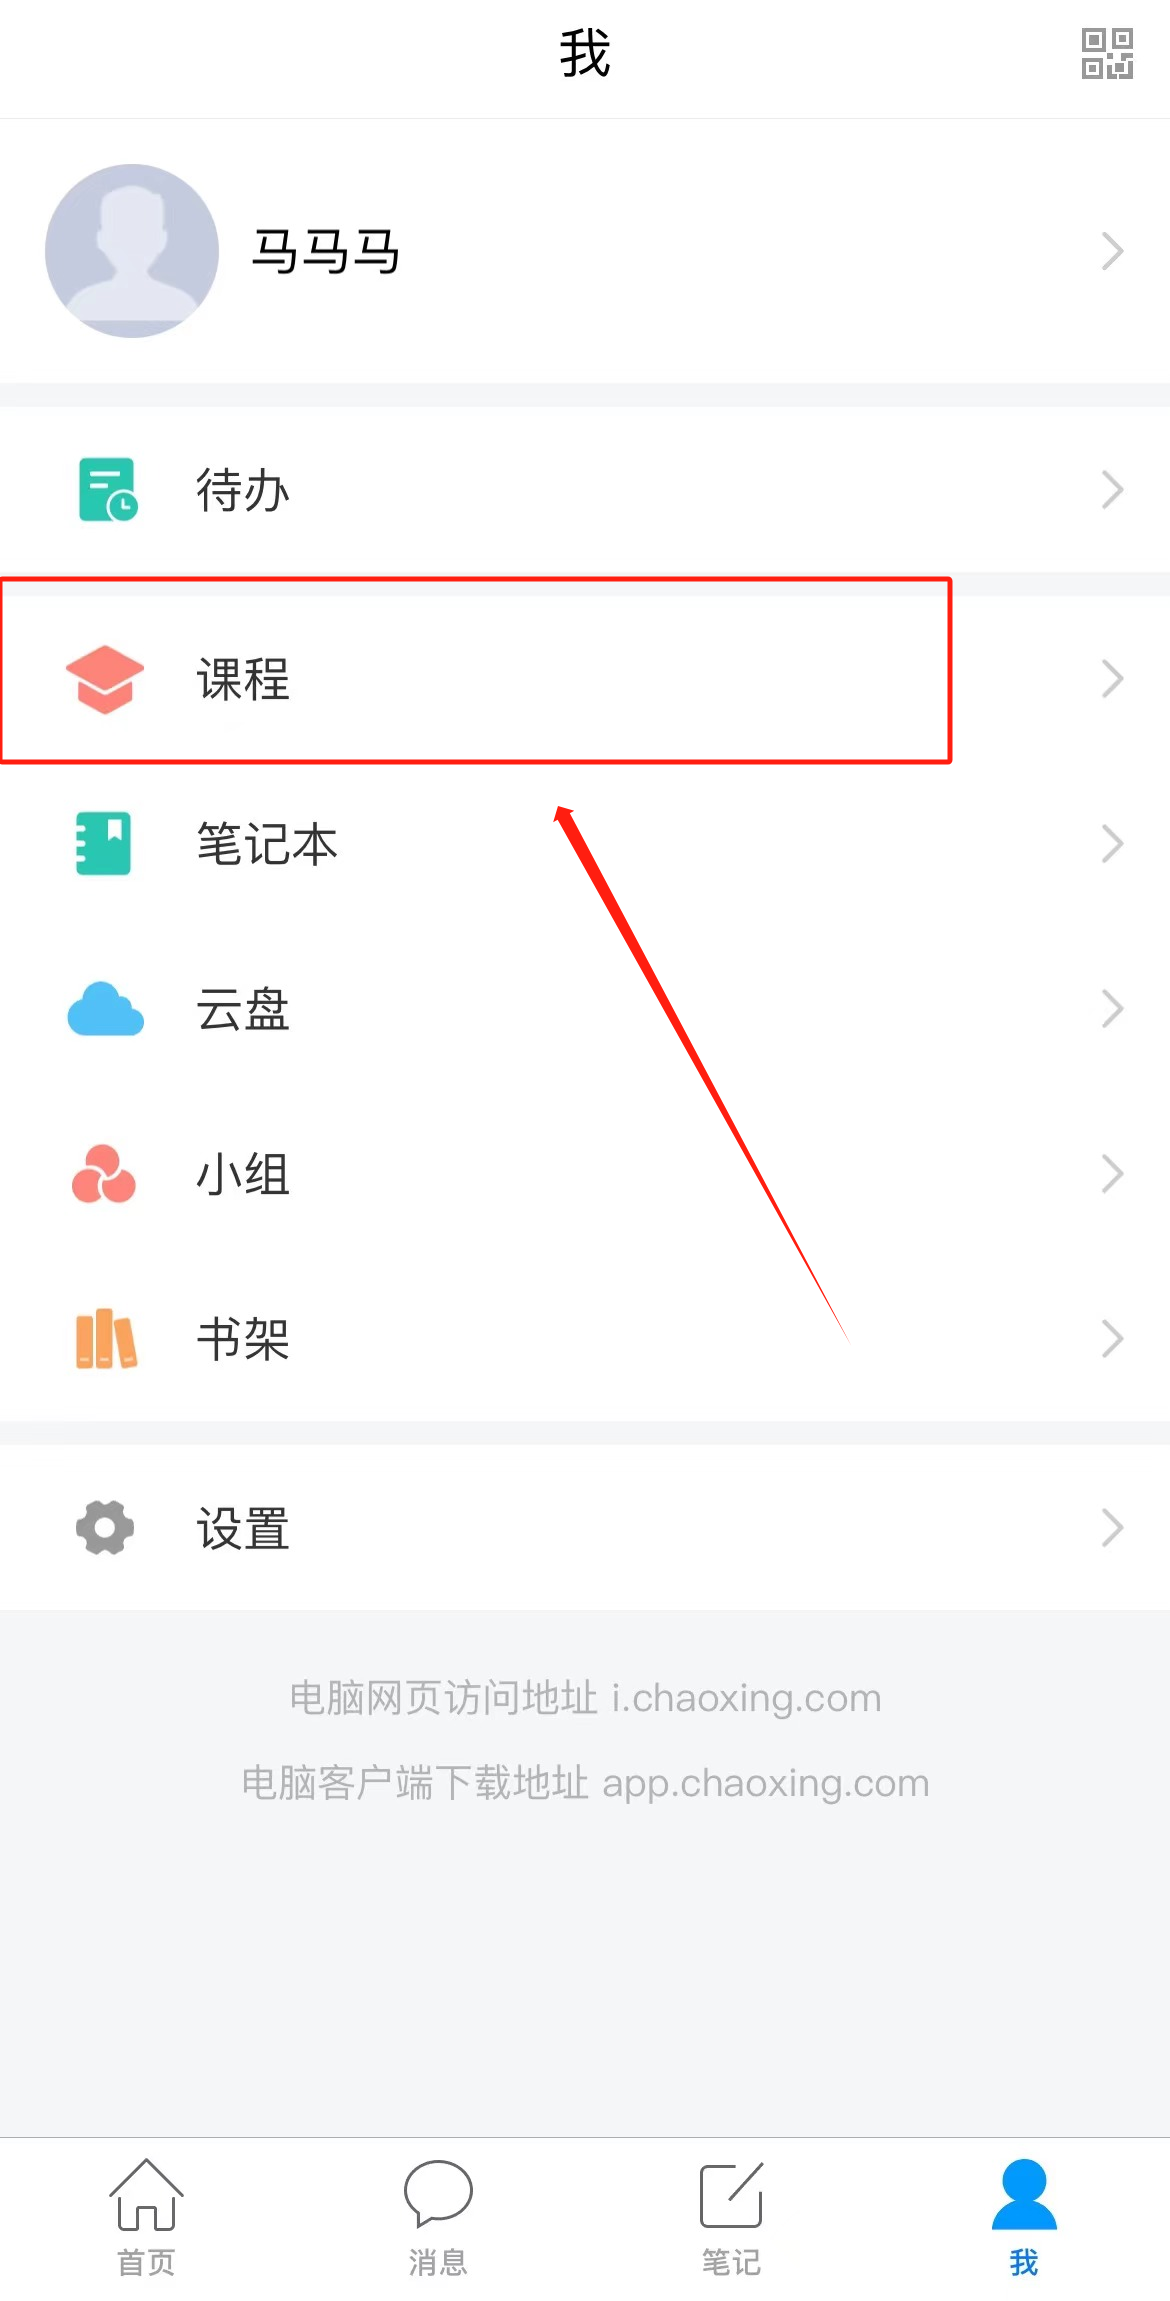 我
马马马
待办
课程
笔记本
云盘
小组
书架
设置
电脑网页访问地址 i.chaoxing.com
电脑客户端下载地址 app.chaoxing.com
首页
消息
笔记
我